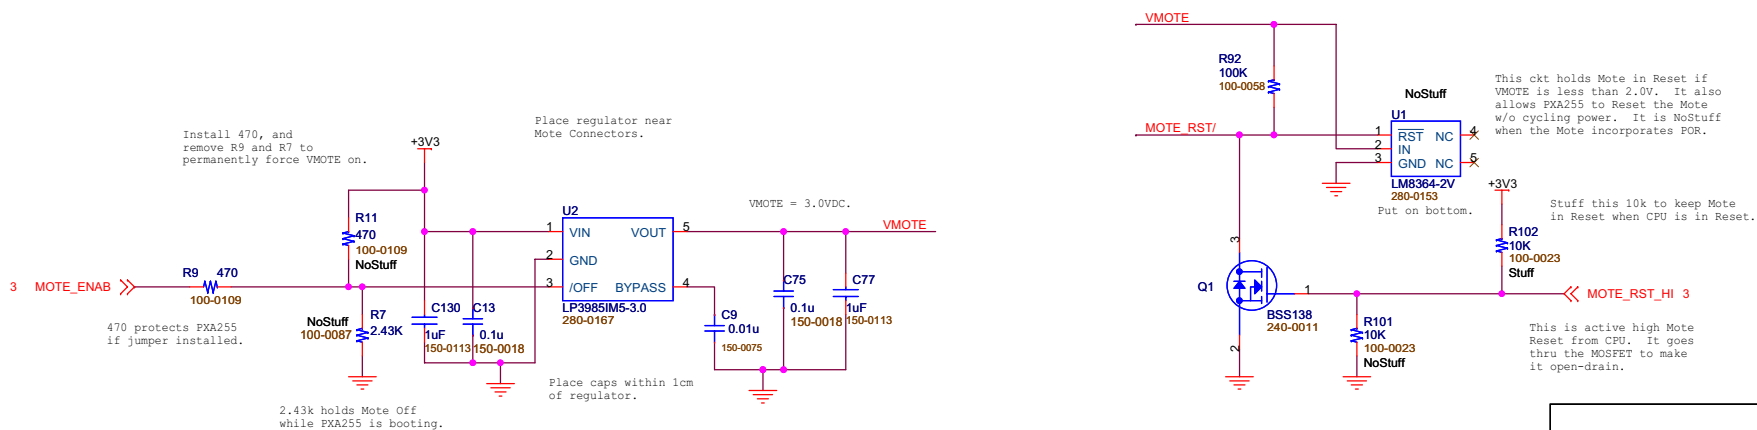 Install 470, and
remove R9 and R7 to
permanently force VMOTE on.
+3V3
Place regulator near
Mote Connectors.
R11
470
100-0109
NoStuff
3 MOTE_ENAB
R9 470
100-0109
470 protects PXA255
if jumper installed.
NoStuff
100-0087
R7
2.43K
2.43k holds Mote Off
while PXA255 is booting.
C130
1uF
150-0113
C13
0.1u
150-0018
U2
1 VIN VOUT 5
2 GND
3 /OFF BYPASS 4
LP3985IM5-3.0
280-0167
VMOTE = 3.0VDC.
VMOTE
C9
0.01u
150-0075
C75
0.1u
150-0018
C77
1uF
150-0113
Place caps within 1cm
of regulator.
VMOTE
R92
100K
100-0058
MOTE_RST/
NoStuff
U1
1 RST NC 4
2 IN
3 GND NC 5
LM8364-2V
280-0153
Put on bottom.
This ckt holds Mote in Reset if
VMOTE is less than 2.0V. It also
allows PXA255 to Reset the Mote
w/o cycling power. It is NoStuff
when the Mote incorporates POR.
+3V3
Stuff this 10k to keep Mote
in Reset when CPU is in Reset.
R102
10K
100-0023
Stuff
3
Q1
1
2
BSS138
240-0011
MOTE_RST_HI 3
R101
10K
100-0023
NoStuff
This is active high Mote
Reset from CPU. It goes
thru the MOSFET to make
it open-drain.